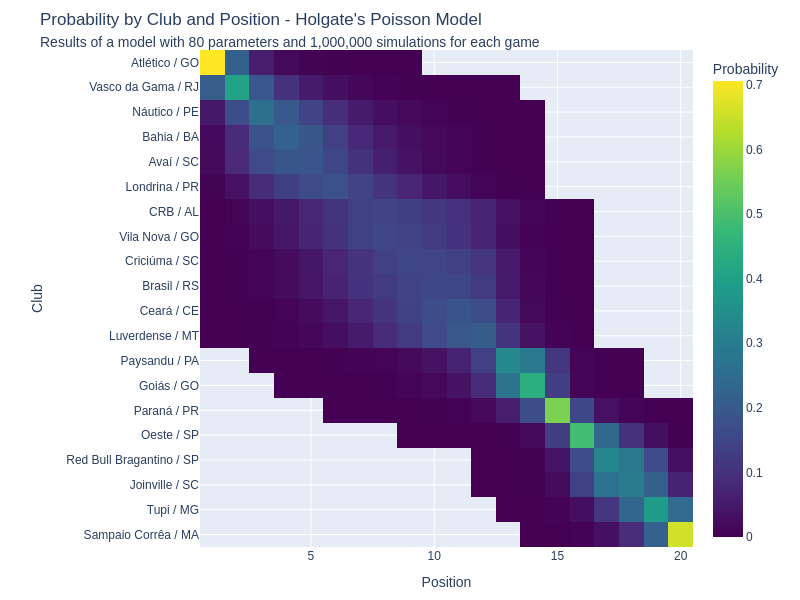 Probability by Club and Position - Holgate's Poisson Model
Results of a model with 80 parameters and 1,000,000 simulations for each game
Probability
Atlético / GO
Vasco da Gama / RJ
Náutico / PE
Bahia / BA
Avaí / SC
Londrina / PR
CRB / AL
Vila Nova / GO
Criciúma / SC
Brasil / RS
Ceará / CE
Luverdense / MT
Paysandu / PA
Goiás / GO
Paraná / PR
Oeste / SP
Red Bull Bragantino / SP
Joinville / SC
Tupi / MG
Sampaio Corrêa / MA
Club
5
10
15
20
Position
0.7
0.6
0.5
0.4
0.3
0.2
0.1
0